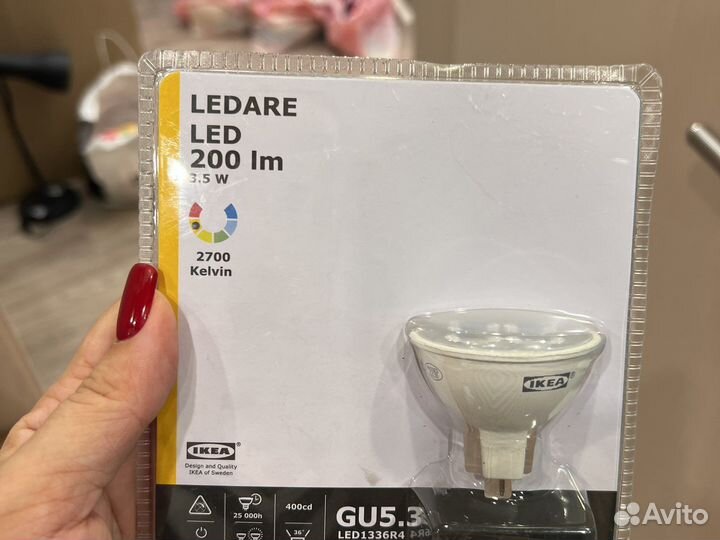 LEDARE
LED
200 lm
3.5 W
2700
Kelvin
IKEA®
IKEA®
Design and Quality
IKEA of Sweden
25 000h
400cd
36°
GU5.3
LED1336R4
Avito